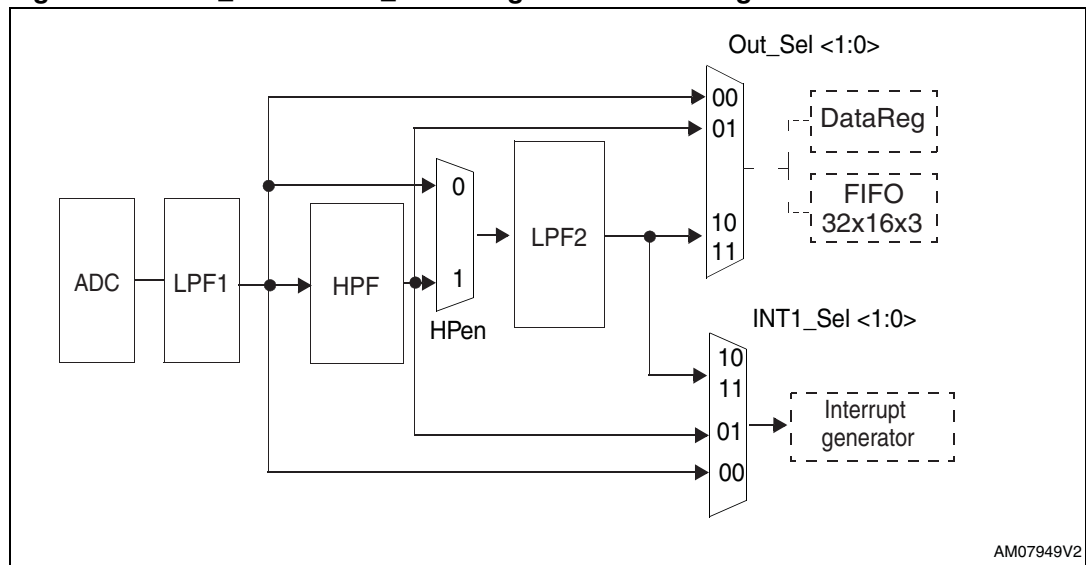 Out_Sel <1:0>
00
01
DataReg
0
FIFO
32x16x3
10
11
LPF2
ADC
LPF1
HPF
1
HPen
INT1_Sel <1:0>
10
11
01
00
Interrupt
generator
AM07949V2